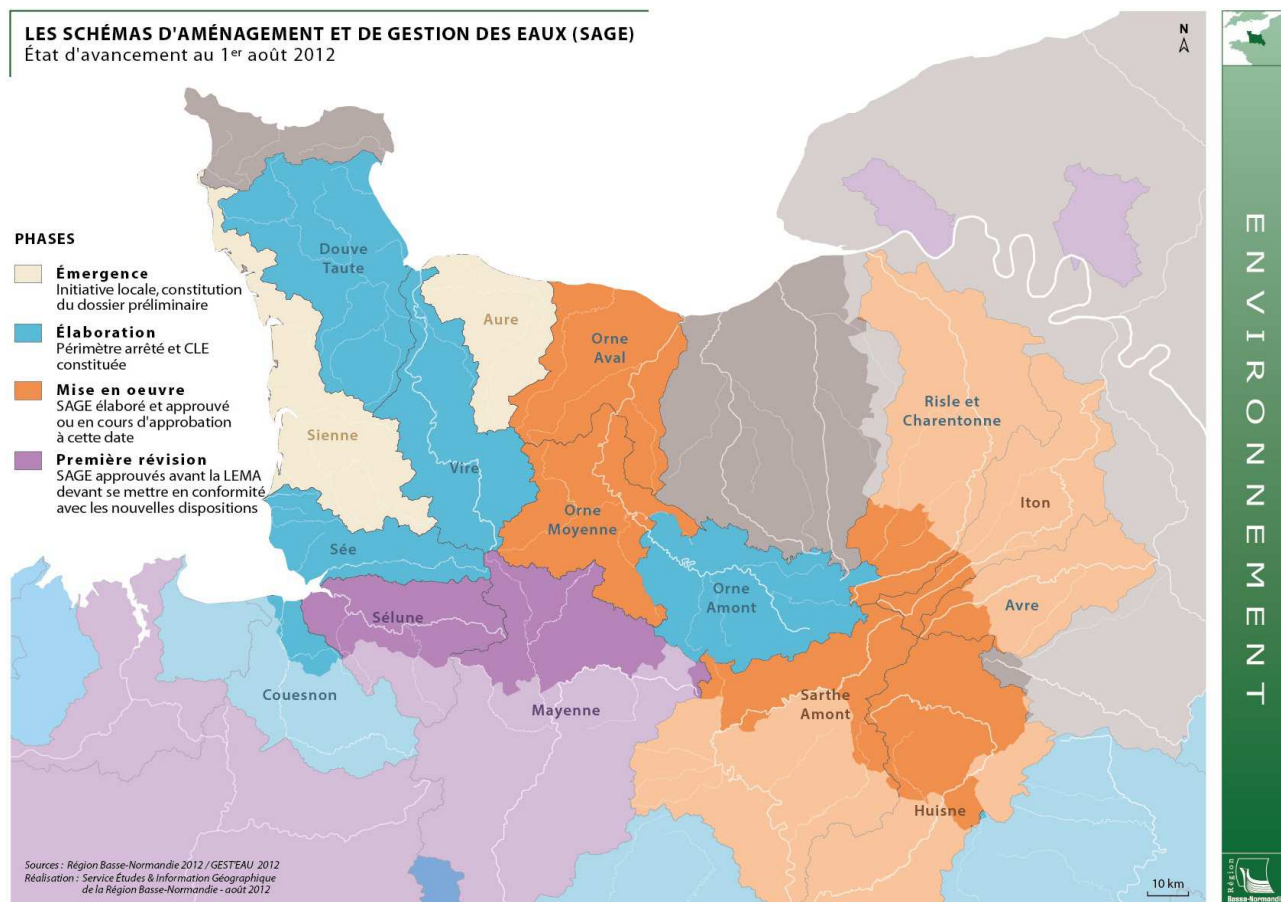 LES SCHÉMAS D'AMÉNAGEMENT ET DE GESTION DES EAUX (SAGE)
État d'avancement au 1er août 2012
N
PHASES
Émergence
Initiative locale, constitution
du dossier préliminaire
Élaboration
Périmètre arrêté et CLE
constituée
Mise en oeuvre
SAGE élaboré et approuvé
ou en cours d'approbation
à cette date
Première révision
SAGE approuvés avant la LEMA
devant se mettre en conformité
avec les nouvelles dispositions
Douve
Taute
Aure
Orne
Aval
Risle et
Charentonne
Sienne
Vire
Iton
Orne
Moyenne
Sée
Orne
Amont
Avre
Sélune
Couesnon
Mayenne
Sarthe
Amont
Huisne
Sources : Région Basse-Normandie 2012 / GEST'EAU 2012
Réalisation : Service Études & Information Géographique
de la Région Basse-Normandie - août 2012
10 km
ENVIRONNEMENT
Région
Basse-Normandie